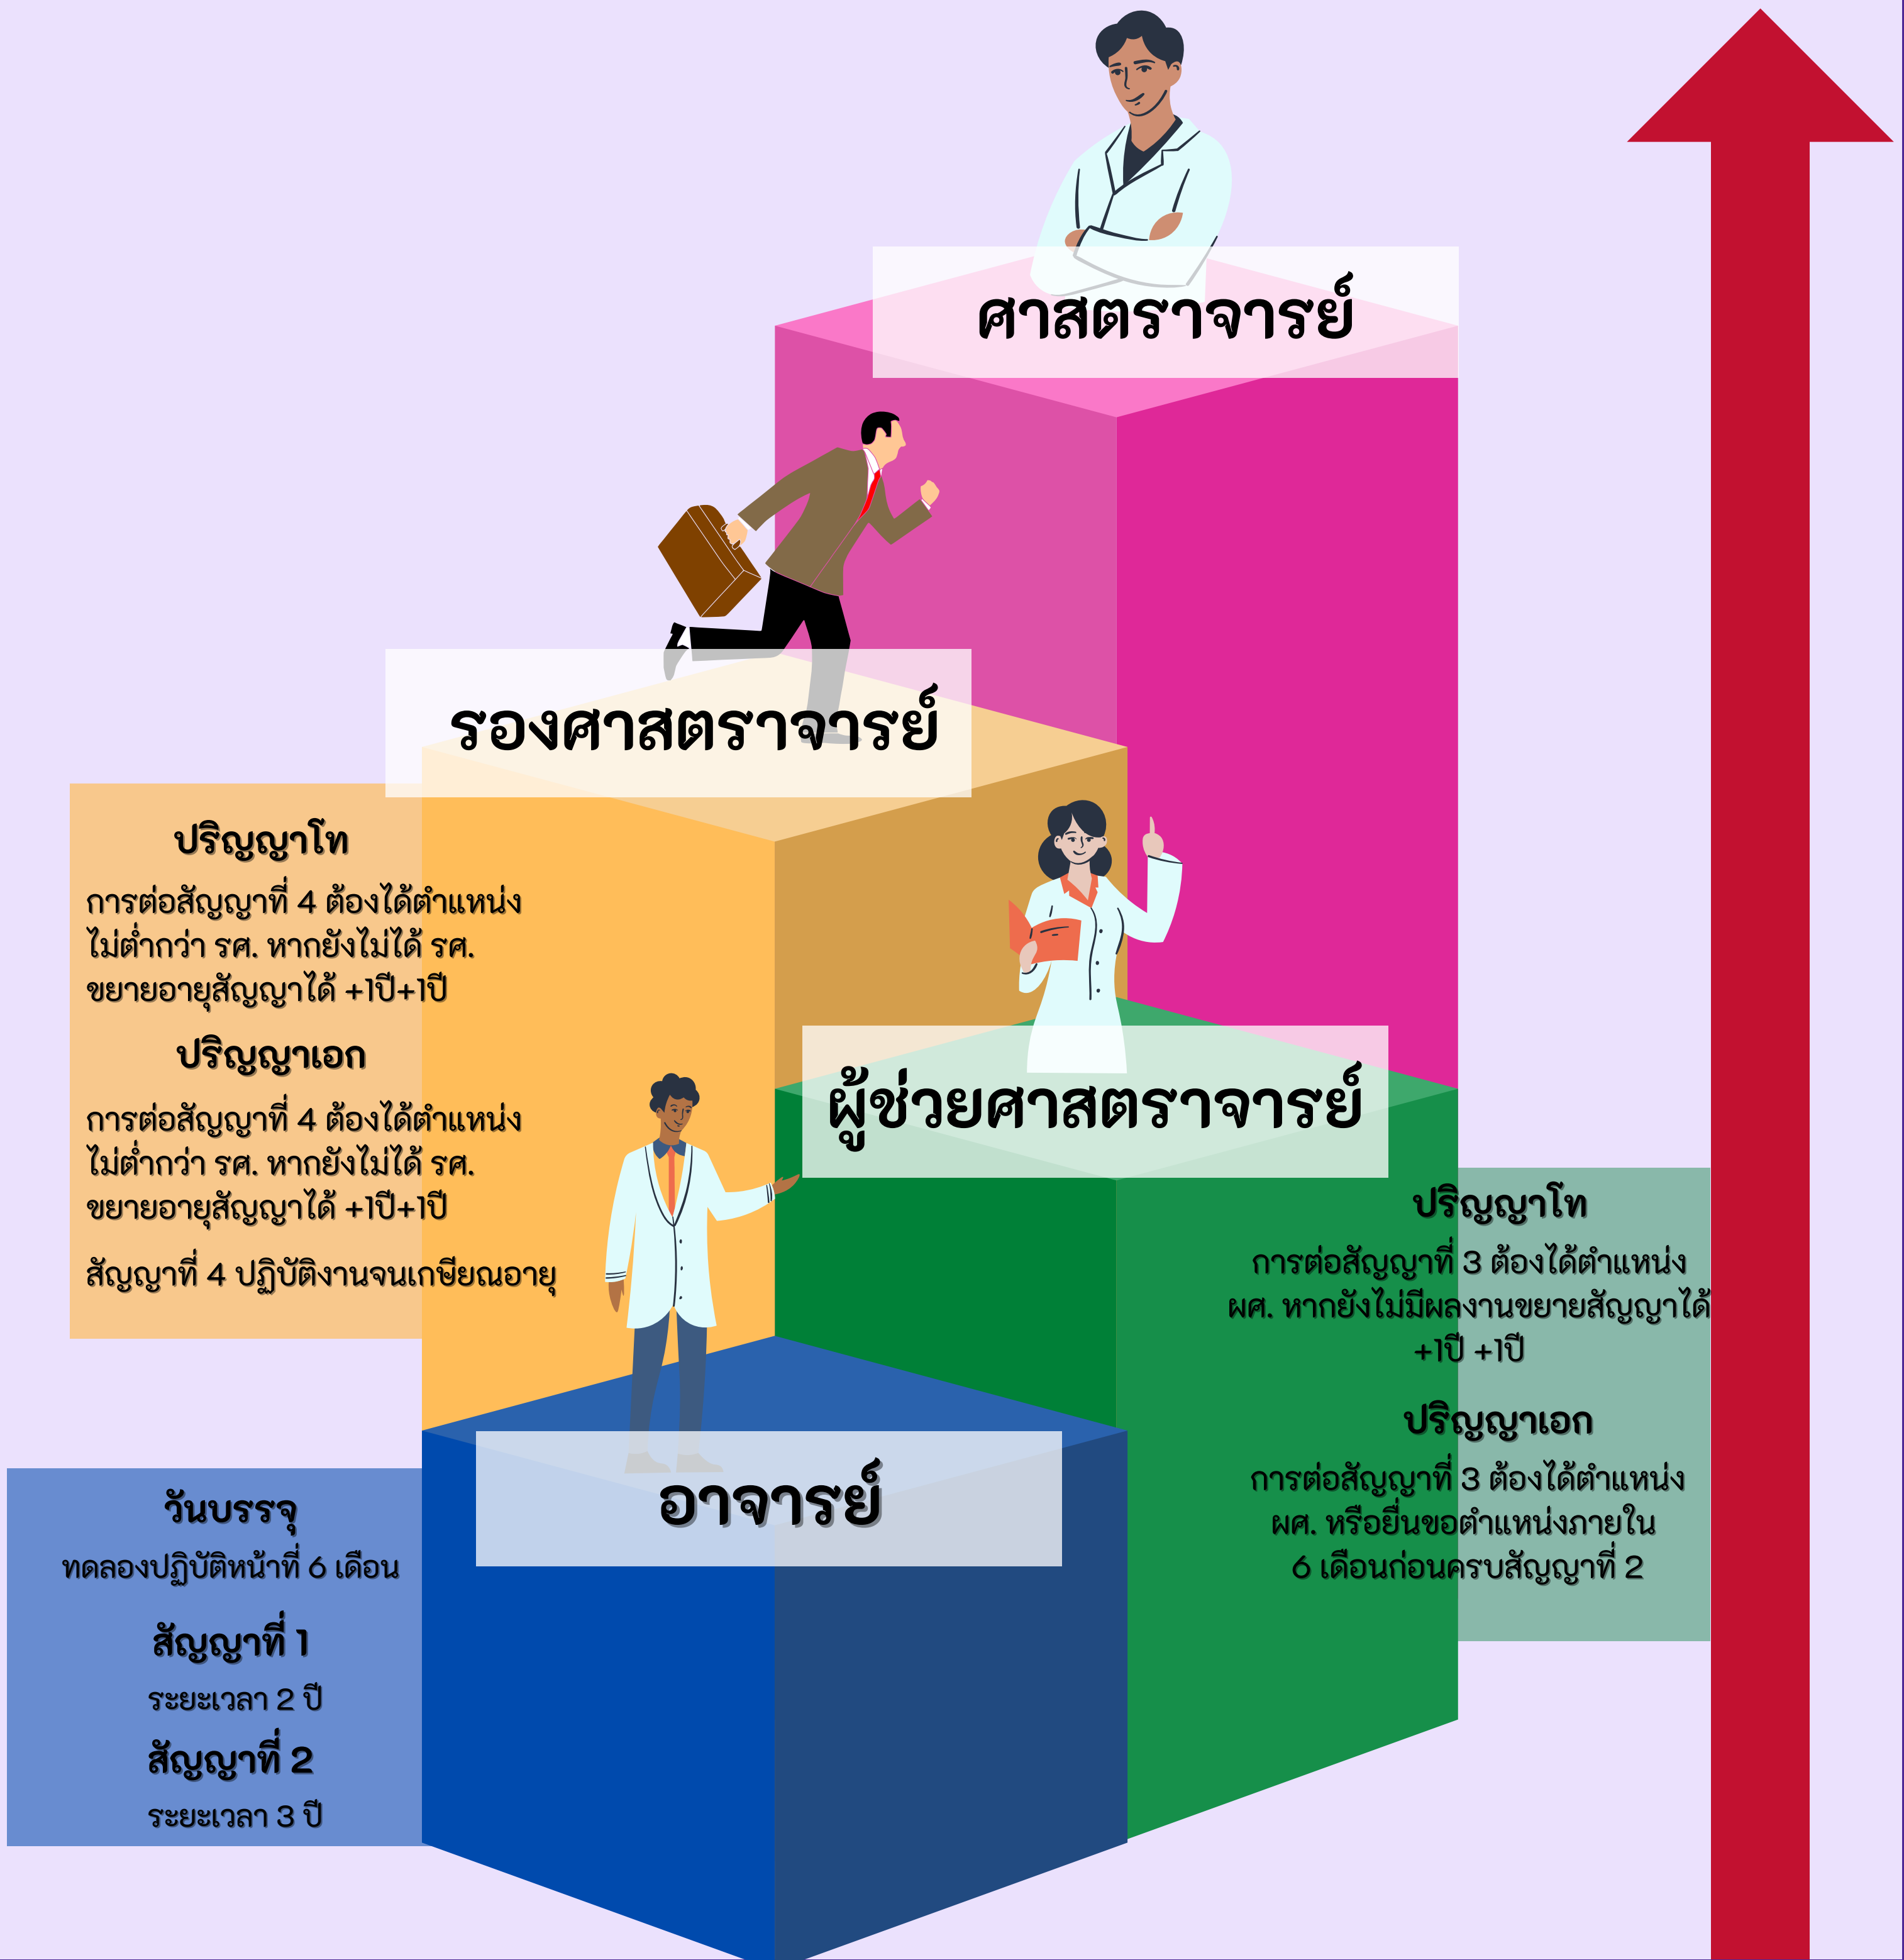 ศาสตราจารย์
รองศาสตราจารย์
ปริญญาโท
การต่อสัญญาที่ 4 ต้องได้ตำแหน่ง
ไม่ต่ำกว่า รศ. หากยังไม่ได้ รศ.
ขยายอายุสัญญาได้ +1ปี+1ปี
ปริญญาเอก
การต่อสัญญาที่ 4 ต้องได้ตำแหน่ง
ไม่ต่ำกว่า รศ. หากยังไม่ได้ รศ.
ขยายอายุสัญญาได้ +1ปี+1ปี
สัญญาที่ 4 ปฏิบัติงานจนเกษียณอายุ
ผู้ช่วยศาสตราจารย์
ปริญญาโท
การต่อสัญญาที่ 3 ต้องได้ตำแหน่ง
ผศ. หากยังไม่มีผลงานขยายสัญญาได้
+1ปี +1ปี
ปริญญาเอก
การต่อสัญญาที่ 3 ต้องได้ตำแหน่ง
ผศ. หรือยื่นขอตำแหน่งภายใน
6 เดือนก่อนครบสัญญาที่ 2
อาจารย์
วันบรรจุ
ทดลองปฏิบัติหน้าที่ 6 เดือน
สัญญาที่ 1
ระยะเวลา 2 ปี
สัญญาที่ 2
ระยะเวลา 3 ปี